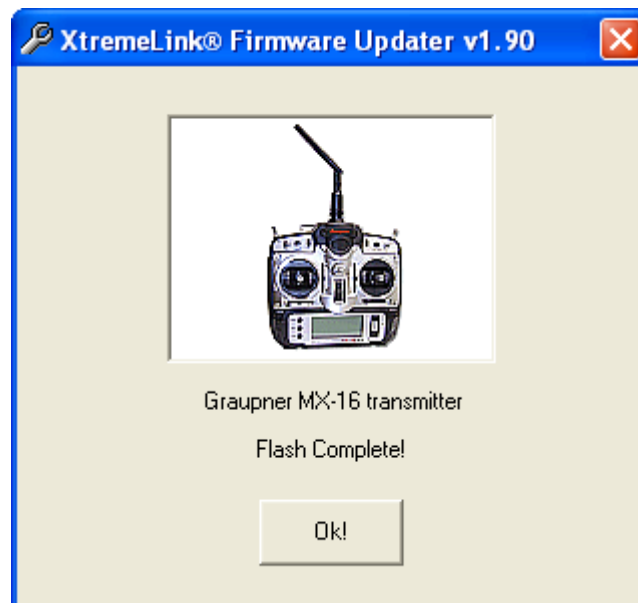 XtremeLink® Firmware Updater v1.90
Graupner MX-16 transmitter
Flash Complete!
Ok!